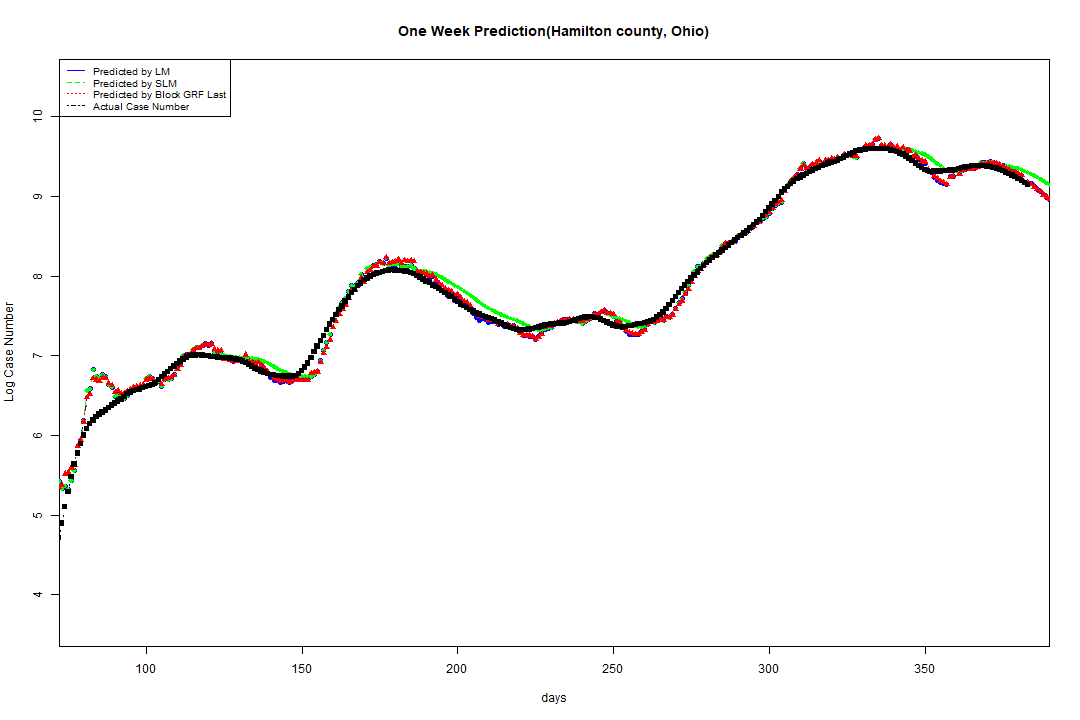 One Week Prediction(Hamilton county, Ohio)
Predicted by LM
Predicted by SLM
Predicted by Block GRF Last
Actual Case Number
10
9
8
7
6
5
4
Log Case Number
100 150 200 250 300 350
days